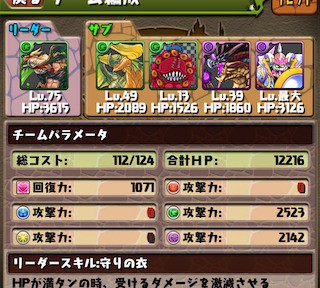 リーダー サブ
Lv.75 Lv.49 Lv.13 Lv.39 Lv.最大
HP:3615 HP:2089 HP:1526 HP:1860 HP:3126
チームパラメータ
総コスト: 112/124 合計HP: 12216
回復力: 1071 攻撃力: 0
攻撃力: 0 攻撃力: 2523
攻撃力: 0 攻撃力: 2142
リーダースキル:守りの衣
HPが満タンの時、受けるダメージを激減させる